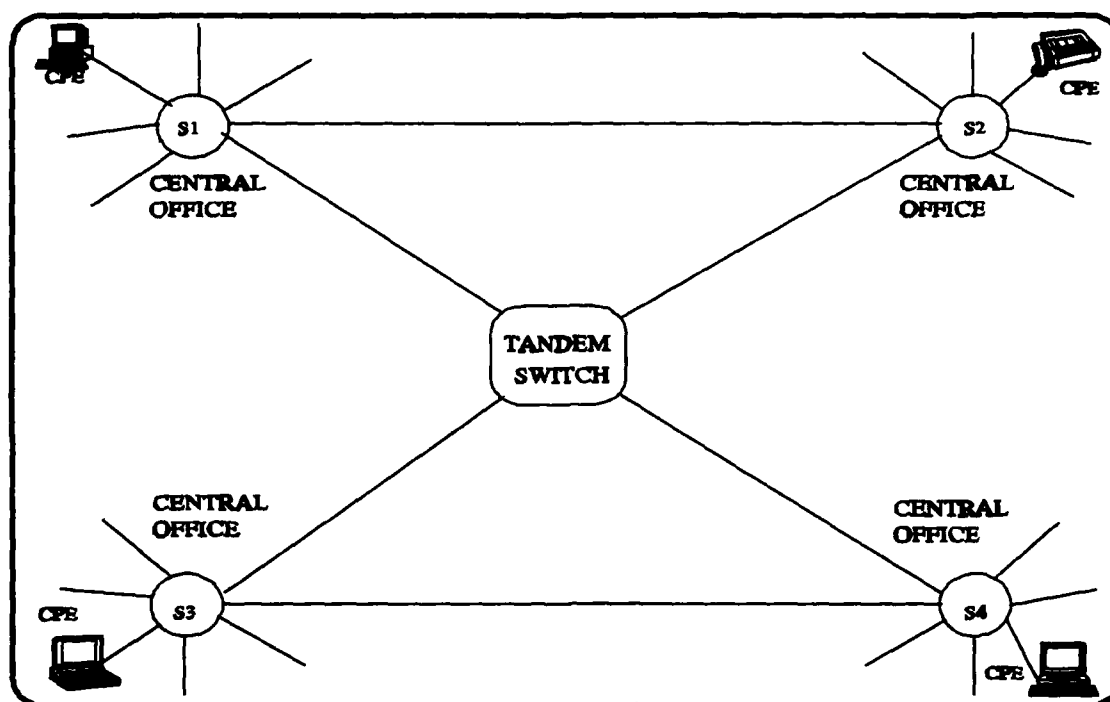 CPE
CPE
S1
S2
CENTRAL
OFFICE
CENTRAL
OFFICE
TANDEM
SWITCH
CENTRAL
OFFICE
CENTRAL
OFFICE
CPE
S3
S4
CPE